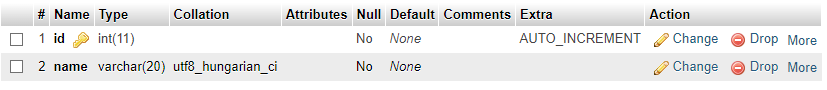 # Name Type Collation Attributes Null Default Comments Extra Action
1 id int(11) No None AUTO_INCREMENT Change Drop More
2 name varchar(20) utf8_hungarian_ci No None Change Drop More